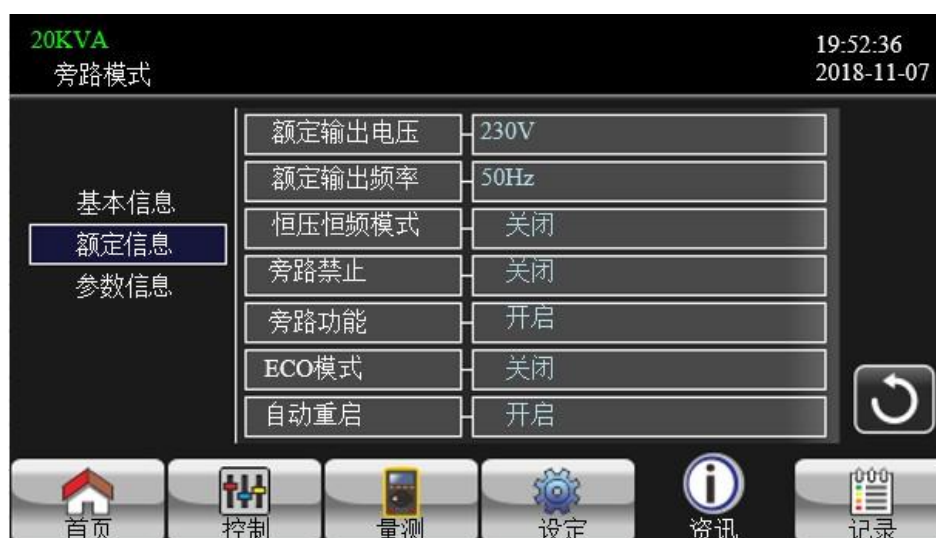 20KVA
旁路模式
19:52:36
2018-11-07
基本信息
额定信息
参数信息
额定输出电压 230V
额定输出频率 50Hz
恒压恒频模式 关闭
旁路禁止 关闭
旁路功能 开启
ECO模式 关闭
自动重启 开启
首页 控制 量测 设定 资讯 记录